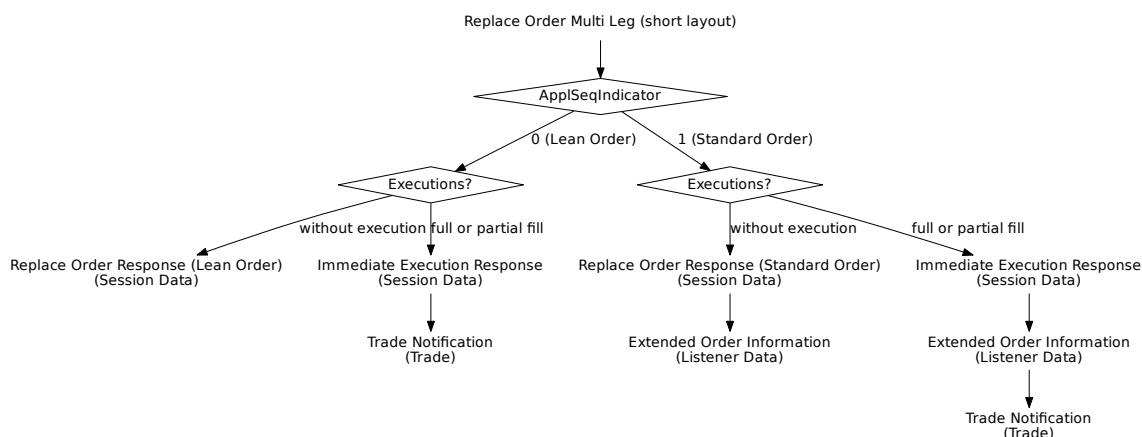 Replace Order Multi Leg (short layout)
ApplSeqIndicator
0 (Lean Order)
1 (Standard Order)
Executions?
Executions?
without execution
full or partial fill
without execution
full or partial fill
Replace Order Response (Lean Order)
(Session Data)
Immediate Execution Response
(Session Data)
Replace Order Response (Standard Order)
(Session Data)
Immediate Execution Response
(Session Data)
Trade Notification
(Trade)
Extended Order Information
(Listener Data)
Extended Order Information
(Listener Data)
Trade Notification
(Trade)